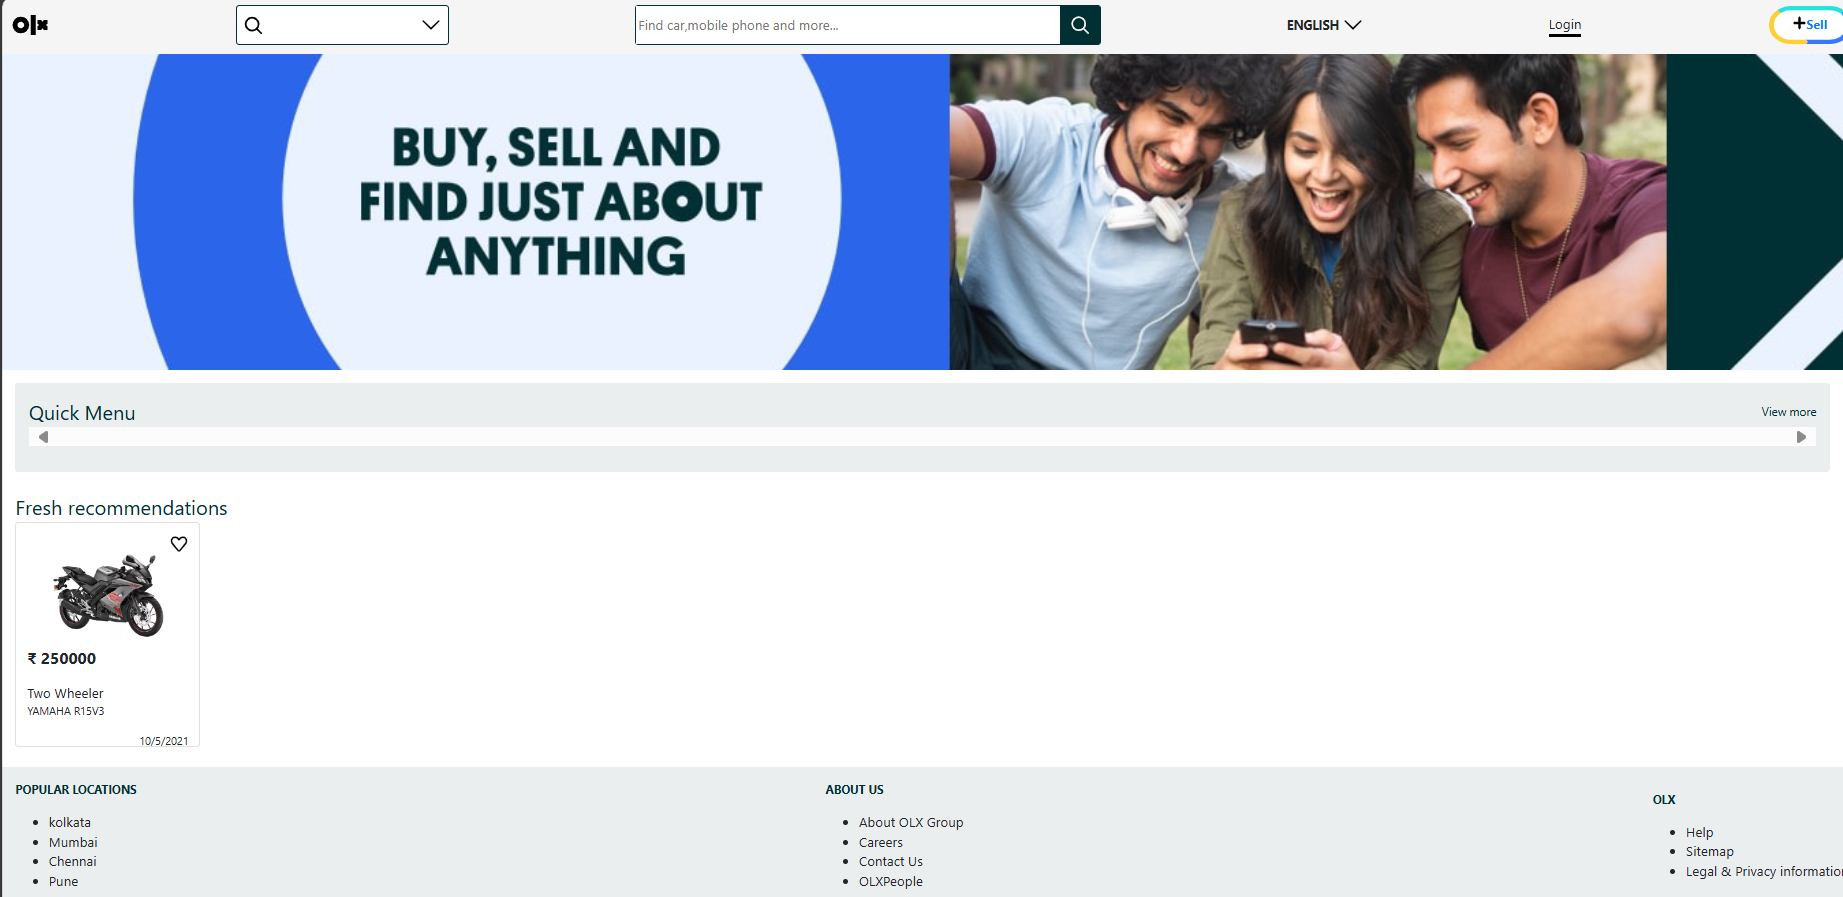 olx
Find car,mobile phone and more...
ENGLISH
Login
+Sell
BUY, SELL AND
FIND JUST ABOUT
ANYTHING
Quick Menu
View more
Fresh recommendations
₹ 250000
Two Wheeler
YAMAHA R15V3
10/5/2021
POPULAR LOCATIONS
kolkata
Mumbai
Chennai
Pune
ABOUT US
About OLX Group
Careers
Contact Us
OLXPeople
OLX
Help
Sitemap
Legal & Privacy information